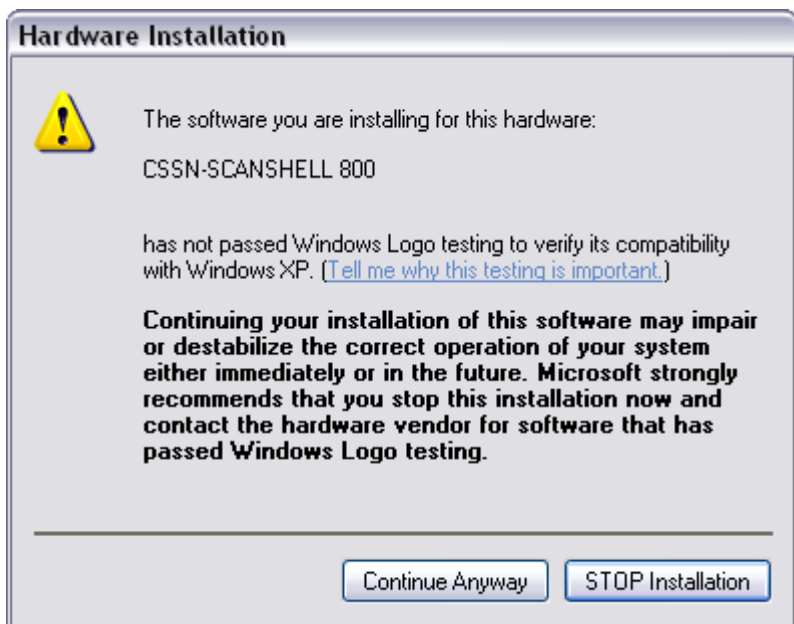 Hardware Installation
The software you are installing for this hardware:
CSSN-SCANSHELL 800
has not passed Windows Logo testing to verify its compatibility
with Windows XP. (Tell me why this testing is important.)
Continuing your installation of this software may impair
or destabilize the correct operation of your system
either immediately or in the future. Microsoft strongly
recommends that you stop this installation now and
contact the hardware vendor for software that has
passed Windows Logo testing.
Continue Anyway
STOP Installation